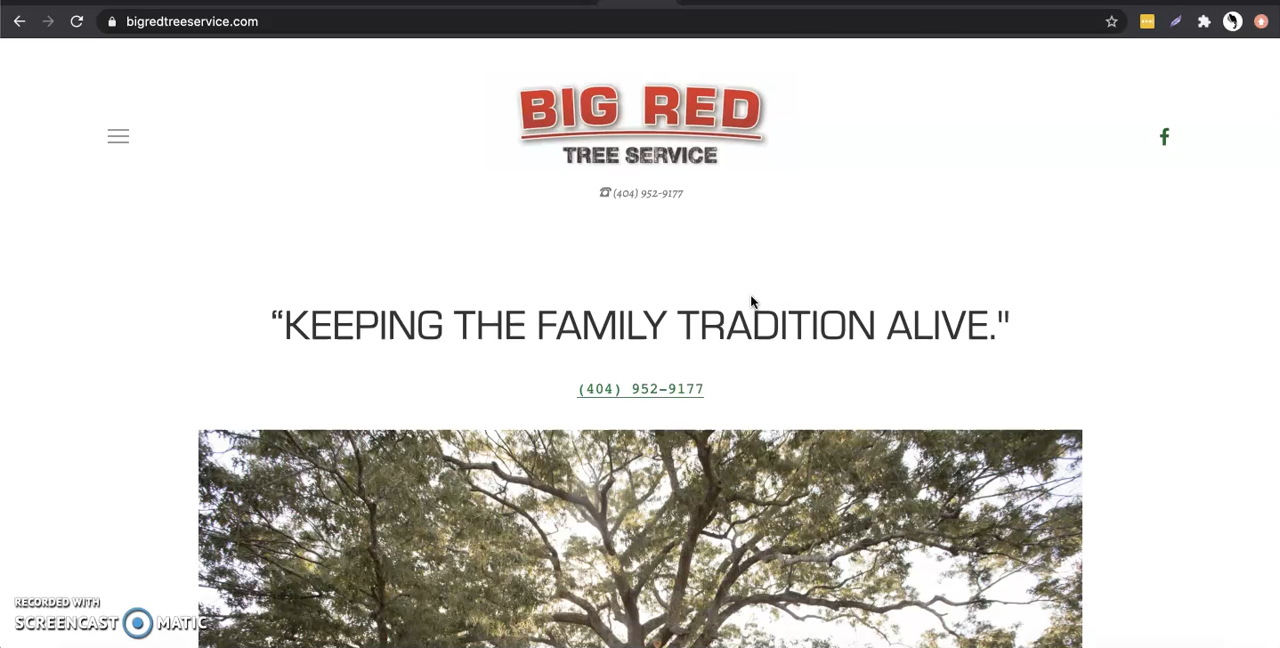 bigredtreeservice.com
BIG RED
TREE SERVICE
☎ (404) 952-9177
“KEEPING THE FAMILY TRADITION ALIVE."
(404) 952-9177
RECORDED WITH
SCREENCAST MATIC